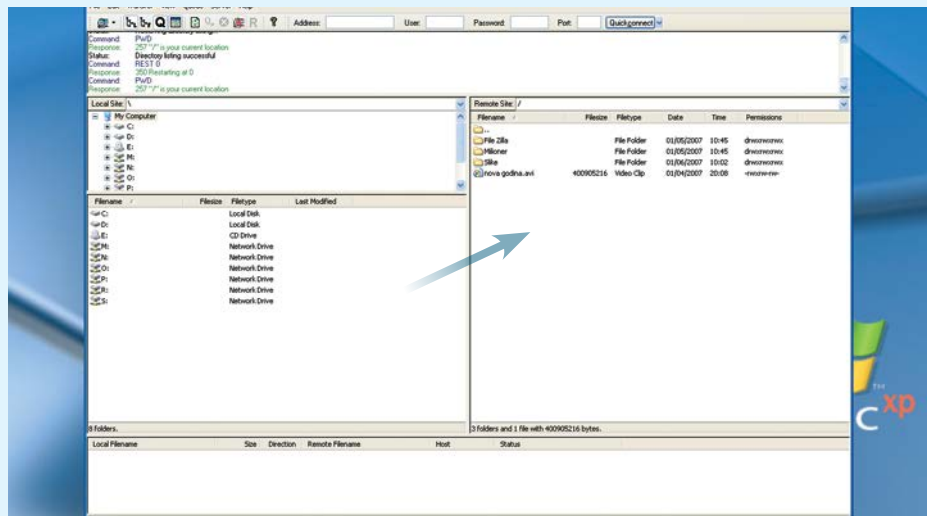 Address: User: Password: Port: Quickconnect
Command: PWD
Response: 257 "/" is your current location
Status: Directory listing successful
Command: REST 0
Response: 350 Restarting at 0
Command: PWD
Response: 257 "/" is your current location
Local Site: \
My Computer
C:
D:
E:
M:
N:
O:
P:
Filename Filesize Filetype Last Modified
C: Local Disk
D: Local Disk
E: CD Drive
M: Network Drive
N: Network Drive
O: Network Drive
P: Network Drive
R: Network Drive
S: Network Drive
8 folders.
Remote Site: /
Filename Filesize Filetype Date Time Permissions
..
File Zilla File Folder 01/05/2007 10:45 drwxrwxrwx
Milioner File Folder 01/05/2007 10:45 drwxrwxrwx
Slike File Folder 01/06/2007 10:02 drwxrwxrwx
nova godina.avi 400905216 Video Clip 01/04/2007 20:08 -rwxrw-rw-
3 folders and 1 file with 400905216 bytes.
Local Filename Size Direction Remote Filename Host Status
xp
TM
C